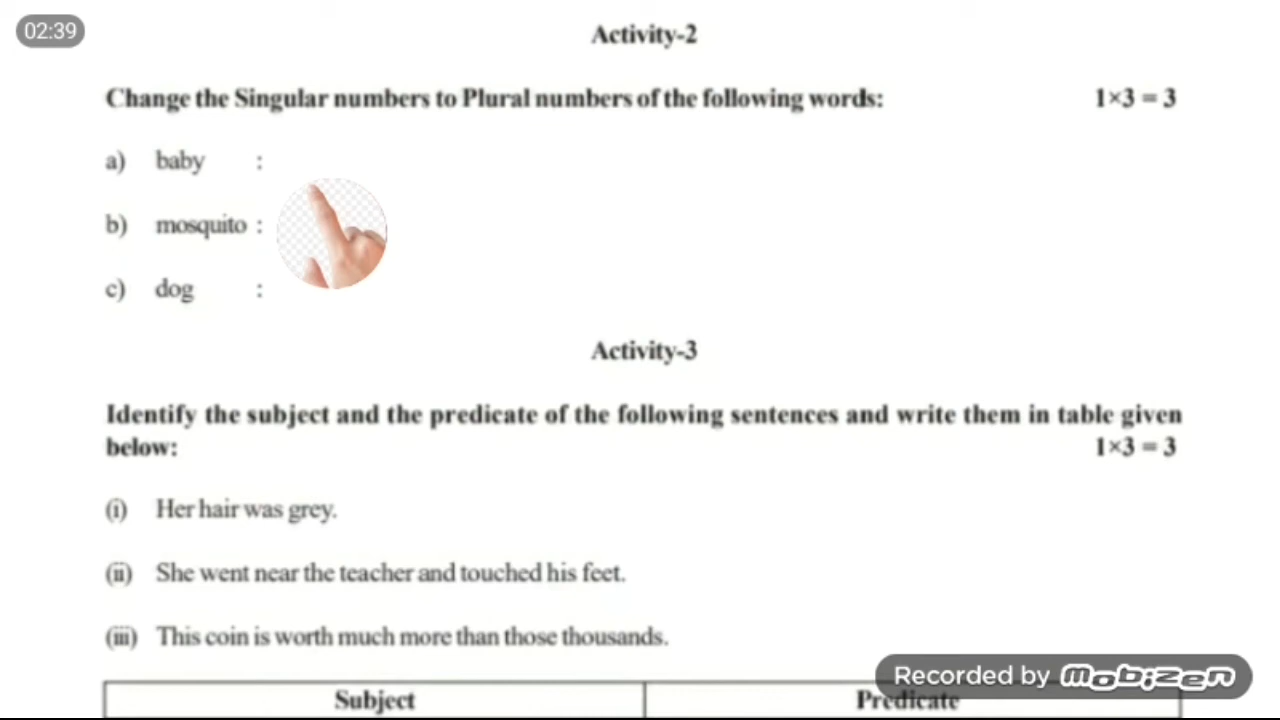 02:39
Activity-2
Change the Singular numbers to Plural numbers of the following words: 1×3 = 3
a) baby :
b) mosquito :
c) dog :
Activity-3
Identify the subject and the predicate of the following sentences and write them in table given
below: 1×3 = 3
(i) Her hair was grey.
(ii) She went near the teacher and touched his feet.
(iii) This coin is worth much more than those thousands.
Recorded by Mobizen
Subject Predicate